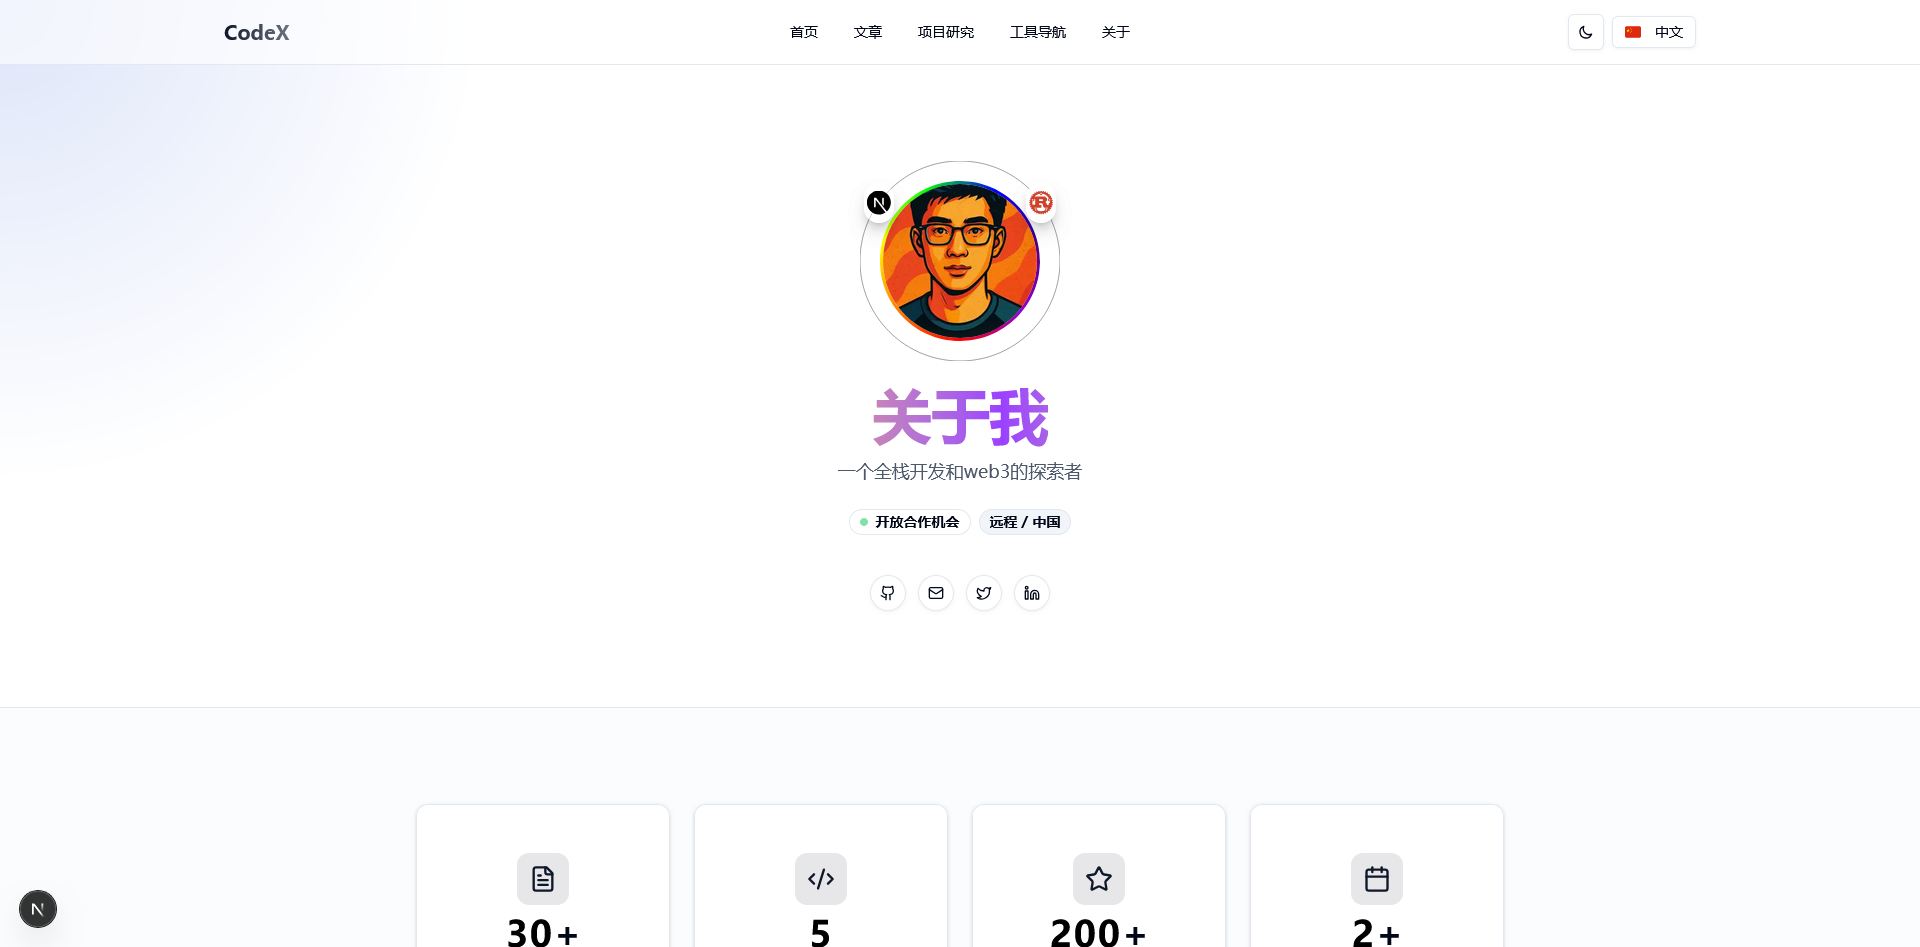 CodeX
首页
文章
项目研究
工具导航
关于
中文
N
R
关于我
一个全栈开发和web3的探索者
开放合作机会
远程 / 中国
30+
5
200+
2+
N